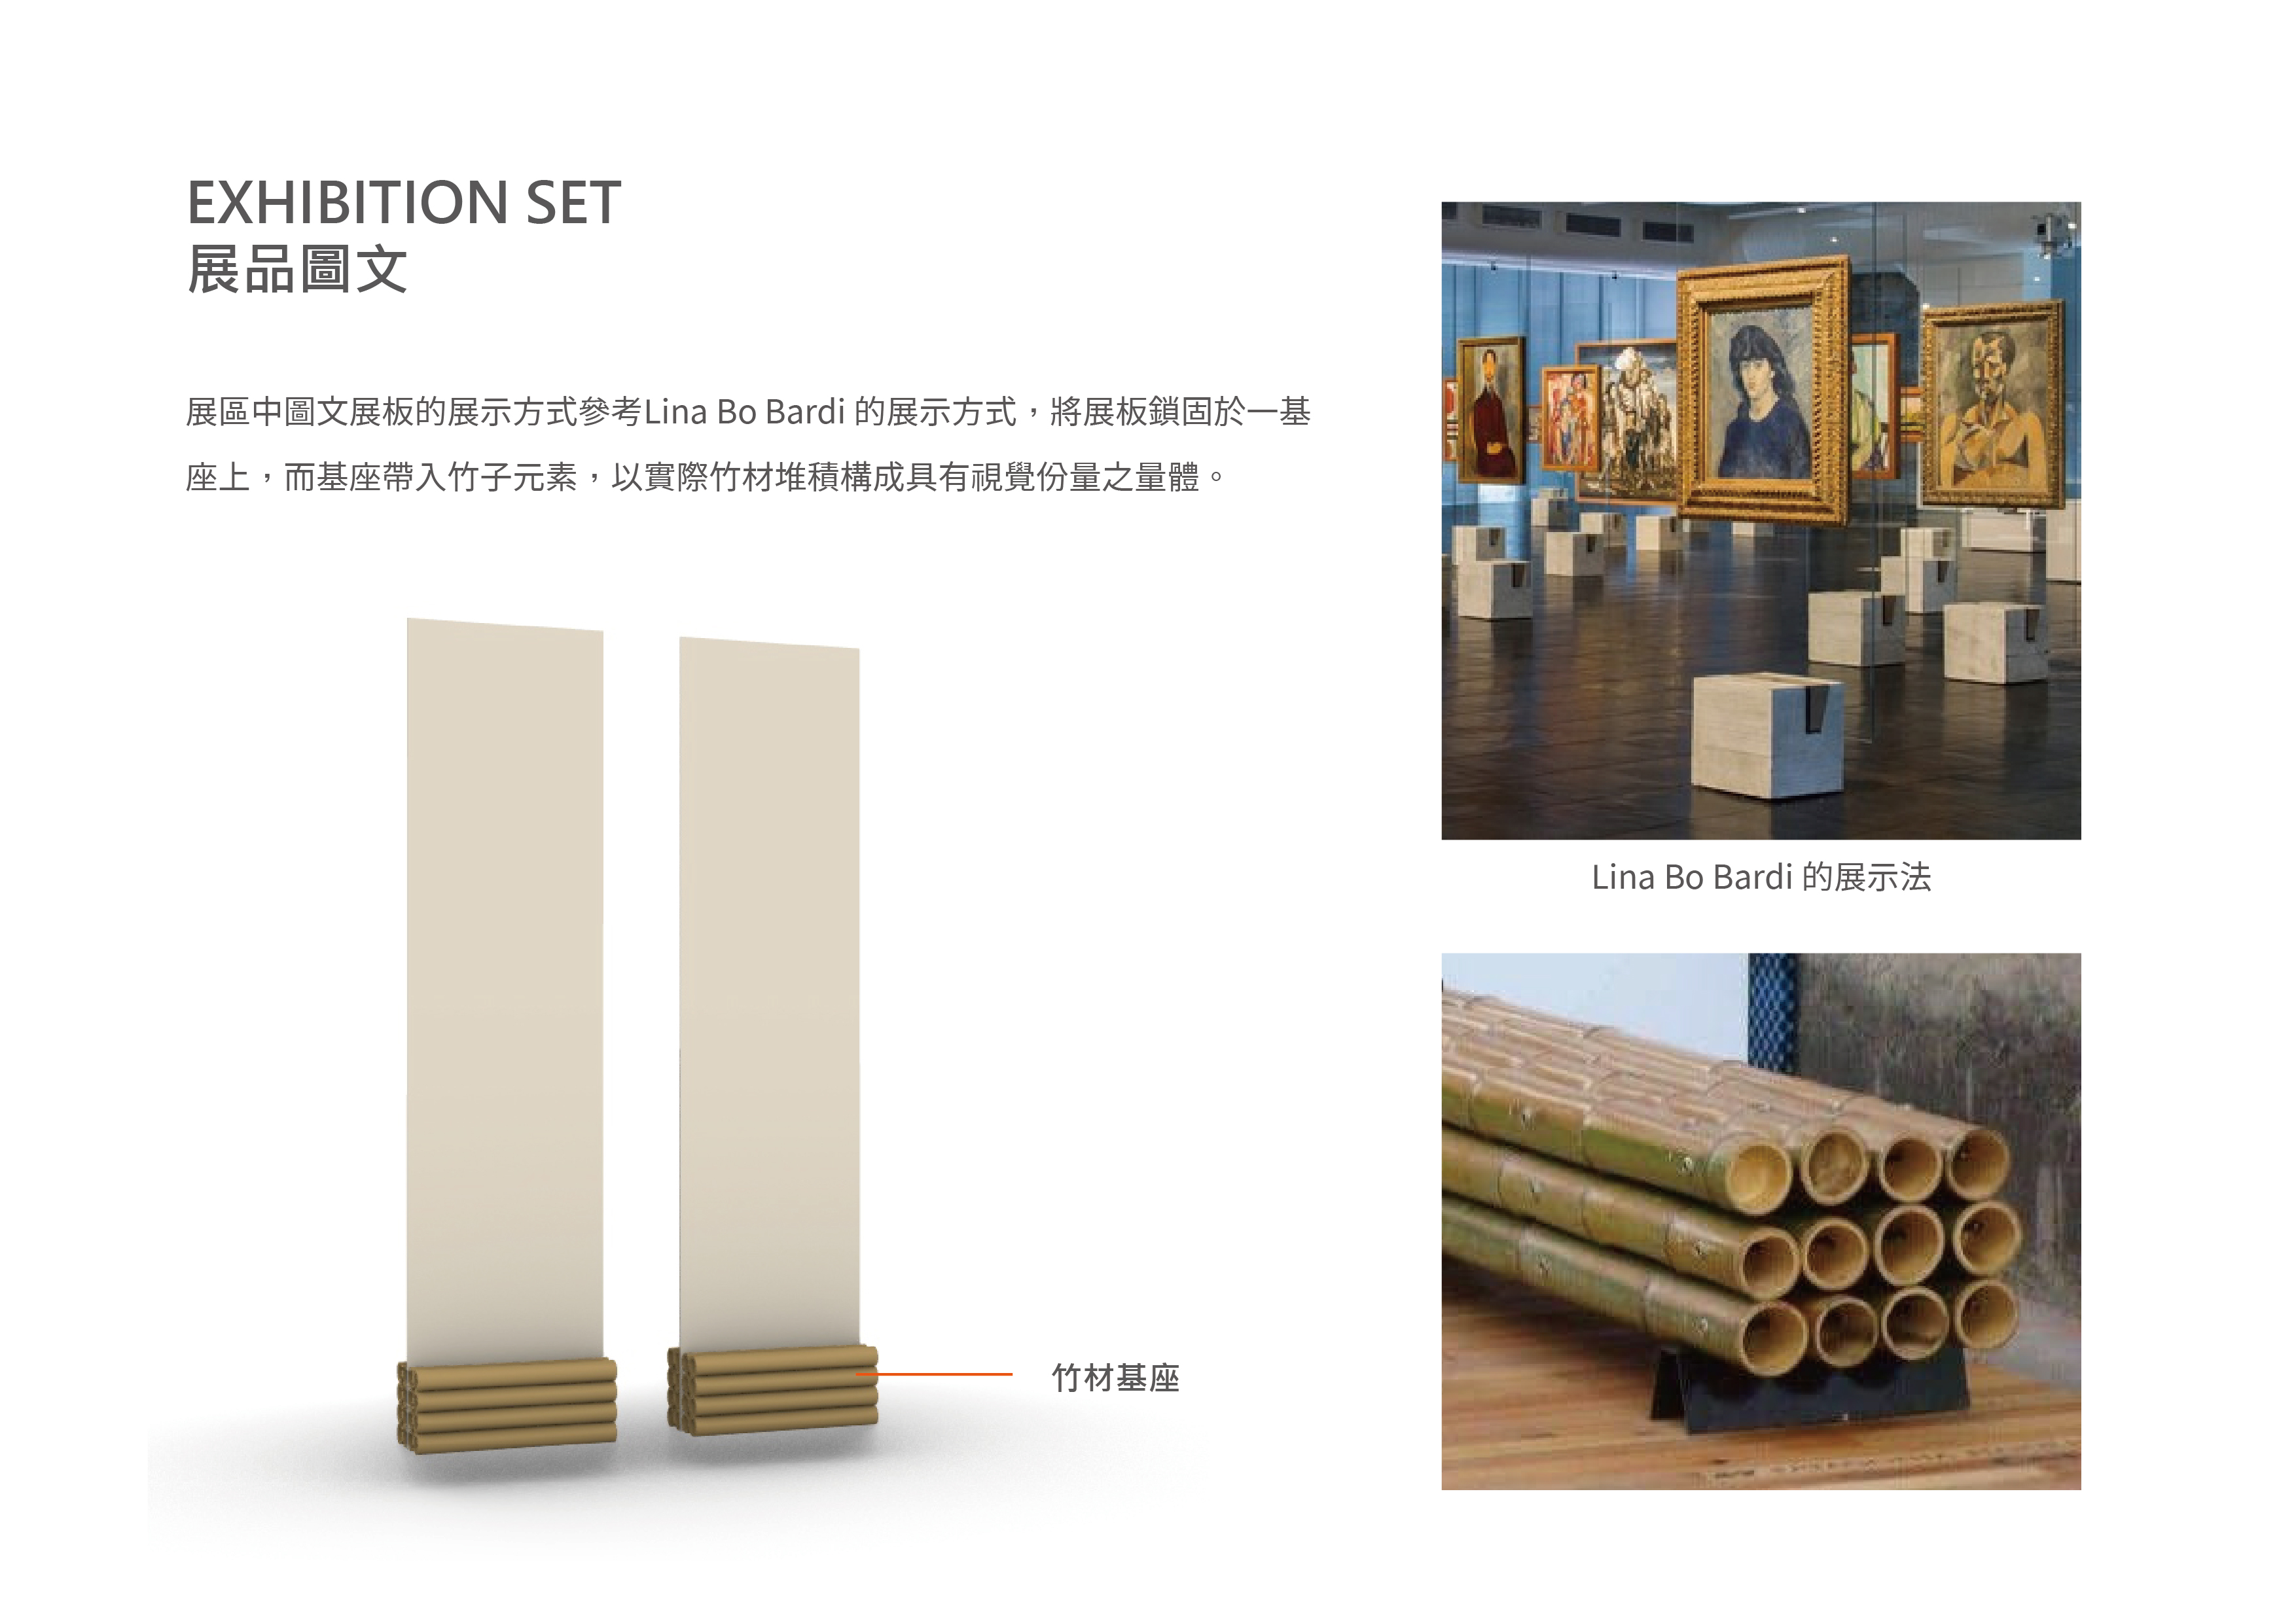 EXHIBITION SET
展品圖文
展區中圖文展板的展示方式參考Lina Bo Bardi 的展示方式，將展板鎖固於一基
座上，而基座帶入竹子元素，以實際竹材堆積構成具有視覺份量之量體。
Lina Bo Bardi 的展示法
竹材基座